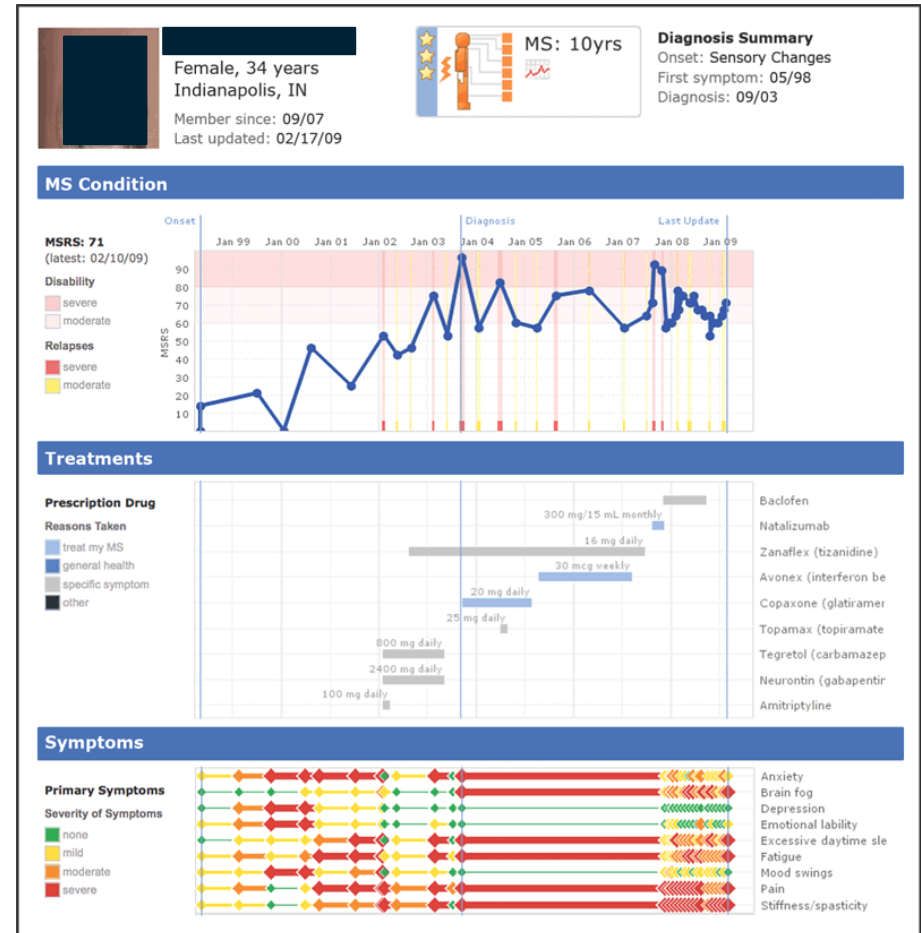 Female, 34 years
Indianapolis, IN
Member since: 09/07
Last updated: 02/17/09
MS: 10yrs
Diagnosis Summary
Onset: Sensory Changes
First symptom: 05/98
Diagnosis: 09/03
MS Condition
Onset
Diagnosis
Last Update
MSRS: 71
(latest: 02/10/09)
Jan 99 Jan 00 Jan 01 Jan 02 Jan 03 Jan 04 Jan 05 Jan 06 Jan 07 Jan 08 Jan 09
Disability
severe
moderate
Relapses
severe
moderate
MSRS
90
80
70
60
50
40
30
20
10
Treatments
Prescription Drug
Reasons Taken
treat my MS
general health
specific symptom
other
Baclofen
300 mg/15 mL monthly
Natalizumab
16 mg daily
Zanaflex (tizanidine)
30 mcg weekly
Avonex (interferon be
20 mg daily
Copaxone (glatiramer
25 mg daily
Topamax (topiramate
800 mg daily
Tegretol (carbamazep
2400 mg daily
Neurontin (gabapentin
100 mg daily
Amitriptyline
Symptoms
Primary Symptoms
Severity of Symptoms
none
mild
moderate
severe
Anxiety
Brain fog
Depression
Emotional lability
Excessive daytime sle
Fatigue
Mood swings
Pain
Stiffness/spasticity